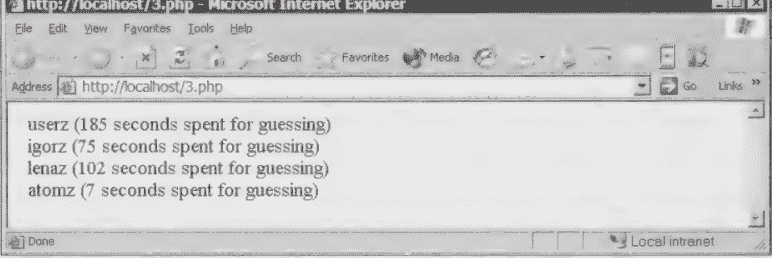 http://localhost/3.php - Microsoft Internet Explorer
File Edit View Favorites Tools Help
Search Favorites Media
Address http://localhost/3.php Go Links »
userz (185 seconds spent for guessing)
igorz (75 seconds spent for guessing)
lenaz (102 seconds spent for guessing)
atomz (7 seconds spent for guessing)
Done Local intranet